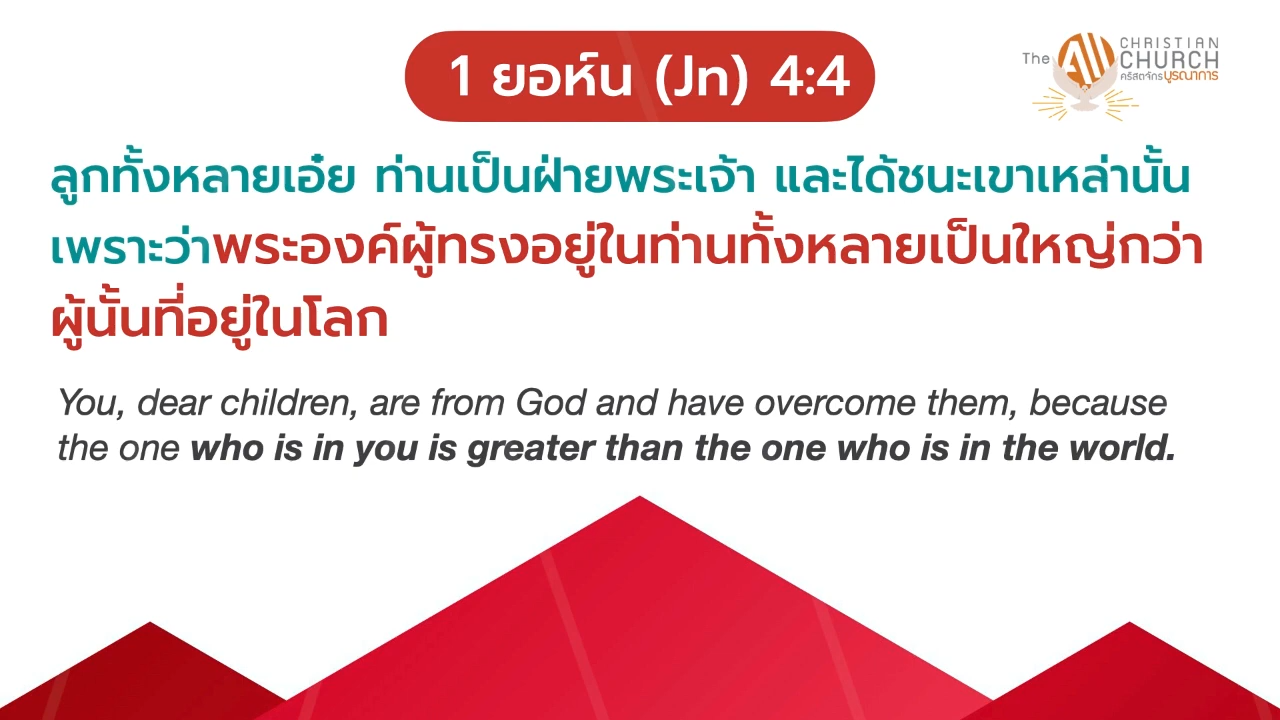 1 ยอห์น (Jn) 4:4
The All CHRISTIAN
CHURCH
คริสตจักรบูรณาการ
ลูกทั้งหลายเอ๋ย ท่านเป็นฝ่ายพระเจ้า และได้ชนะเขาเหล่านั้น
เพราะว่าพระองค์ผู้ทรงอยู่ในท่านทั้งหลายเป็นใหญ่กว่า
ผู้นั้นที่อยู่ในโลก
You, dear children, are from God and have overcome them, because
the one who is in you is greater than the one who is in the world.